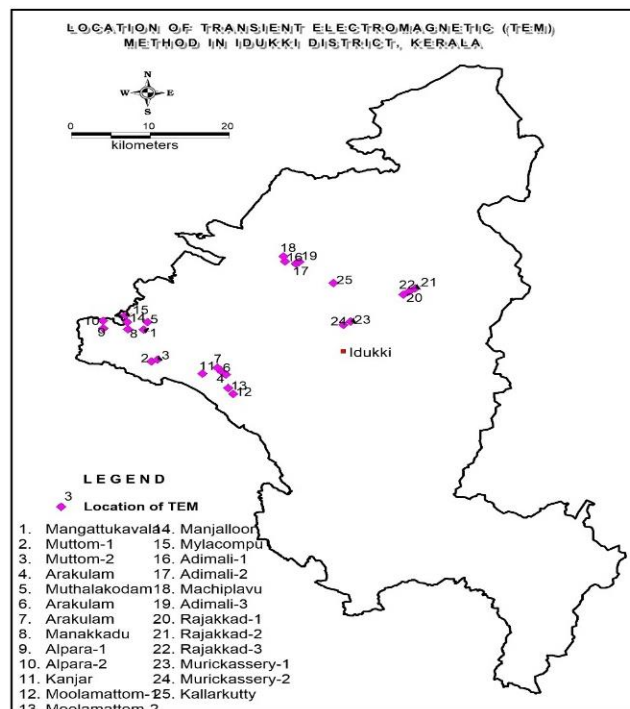 LOCATION OF TRANSIENT ELECTROMAGNETIC (TEM)
METHOD IN IDUKKI DISTRICT, KERALA
N
W E
S
0 10 20
kilometers
18
16 19
17
25
22 21
20
15
10 14 5
9 8 1
24 23
Idukki
2 3
7
11 6
4
13
12
LEGEND
3
Location of TEM
1. Mangattukavala 14. Manjalloor
2. Muttom-1 15. Mylacompu
3. Muttom-2 16. Adimali-1
4. Arakulam 17. Adimali-2
5. Muthalakodam 18. Machiplavu
6. Arakulam 19. Adimali-3
7. Arakulam 20. Rajakkad-1
8. Manakkadu 21. Rajakkad-2
9. Alpara-1 22. Rajakkad-3
10. Alpara-2 23. Murickassery-1
11. Kanjar 24. Murickassery-2
12. Moolamattom-1 25. Kallarkutty
13. Moolamattom-2